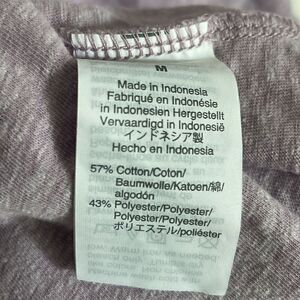 M
Made in Indonesia
Fabriqué en Indonésie
in Indonesien Hergestellt
Vervaardigd in Indonesië
インドネシア製
Hecho en Indonesia
57% Cotton/Coton/
Baumwolle/Katoen/綿/
algodón
43% Polyester/Polyester/
Polyester/Polyester/
ポリエステル/poliéster